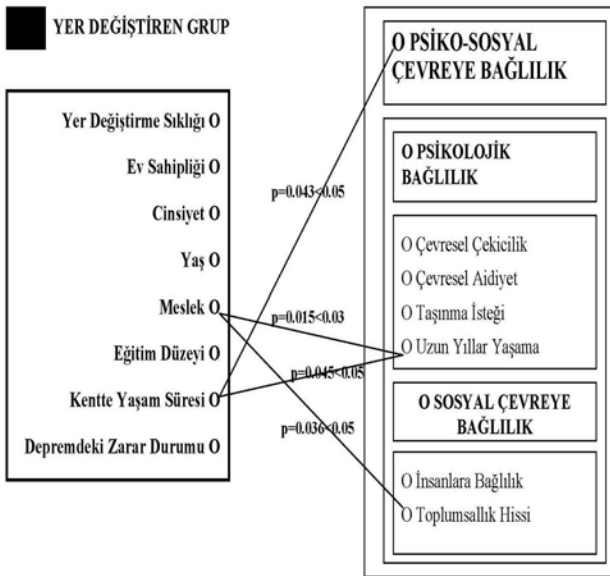 YER DEĞİŞTİREN GRUP
Yer Değiştirme Sıklığı O
Ev Sahipliği O
Cinsiyet O
Yaş O
Meslek O
Eğitim Düzeyi O
Kentte Yaşam Süresi O
Depremdeki Zarar Durumu O
p=0.043<0.05
p=0.015<0.03
p=0.045<0.05
p=0.036<0.05
O PSİKO-SOSYAL
ÇEVREYE BAĞLILIK
O PSİKOLOJİK
BAĞLILIK
O Çevresel Çekicilik
O Çevresel Aidiyet
O Taşınma İsteği
O Uzun Yıllar Yaşama
O SOSYAL ÇEVREYE
BAĞLILIK
O İnsanlara Bağlılık
O Toplumsallık Hissi